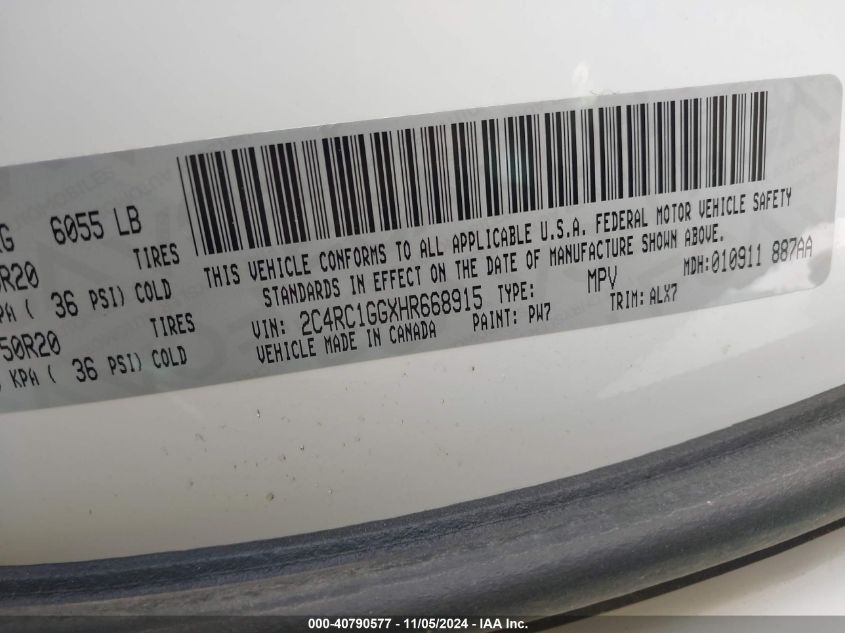 G 6055 LB
R20 TIRES
KPA ( 36 PSI) COLD
50R20 TIRES
KPA ( 36 PSI) COLD
THIS VEHICLE CONFORMS TO ALL APPLICABLE U.S.A. FEDERAL MOTOR VEHICLE SAFETY
STANDARDS IN EFFECT ON THE DATE OF MANUFACTURE SHOWN ABOVE.
MDH:010911 887AA
VIN: 2C4RC1GGXHR668915 TYPE: MPV
VEHICLE MADE IN CANADA PAINT: PW7 TRIM: ALX7
000-40790577 - 11/05/2024 - IAA Inc.